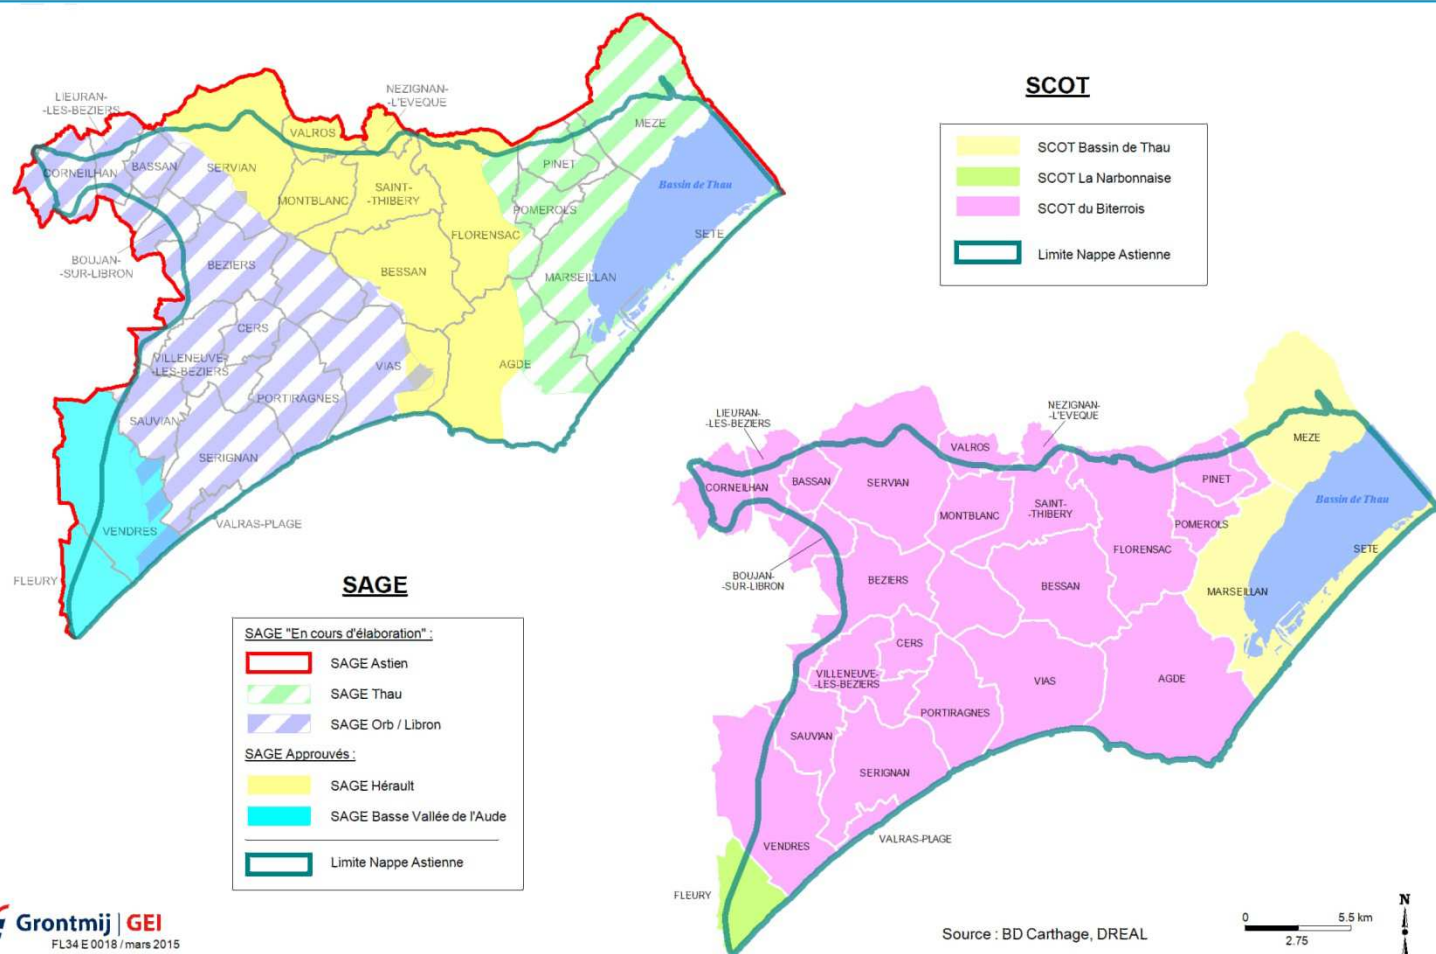 LIEURAN-
-LES-BEZIERS
NEZIGNAN-
-L'EVEQUE
VALROS
MEZE
CORNEILHAN
BASSAN
SERVIAN
PINET
MONTBLANC
SAINT-
-THIBERY
Bassin de Thau
POMEROLS
FLORENSAC
SETE
BOUJAN-
-SUR-LIBRON
BEZIERS
BESSAN
MARSEILLAN
CERS
VILLENEUVE-
-LES-BEZIERS
VIAS
AGDE
PORTIRAGNES
SAUVIAN
SERIGNAN
VENDRES
VALRAS-PLAGE
FLEURY
SAGE
SAGE "En cours d'élaboration" :
SAGE Astien
SAGE Thau
SAGE Orb / Libron
SAGE Approuvés :
SAGE Hérault
SAGE Basse Vallée de l'Aude
Limite Nappe Astienne
SCOT
SCOT Bassin de Thau
SCOT La Narbonnaise
SCOT du Biterrois
Limite Nappe Astienne
LIEURAN-
-LES-BEZIERS
NEZIGNAN-
-L'EVEQUE
VALROS
MEZE
CORNEILHAN
BASSAN
SERVIAN
PINET
MONTBLANC
SAINT-
-THIBERY
Bassin de Thau
POMEROLS
FLORENSAC
SETE
BOUJAN-
-SUR-LIBRON
BEZIERS
BESSAN
MARSEILLAN
CERS
VILLENEUVE-
-LES-BEZIERS
VIAS
AGDE
PORTIRAGNES
SAUVIAN
SERIGNAN
VENDRES
VALRAS-PLAGE
FLEURY
Grontmij | GEI
FL34 E 0018 / mars 2015
Source : BD Carthage, DREAL
0 5.5 km
2.75
N